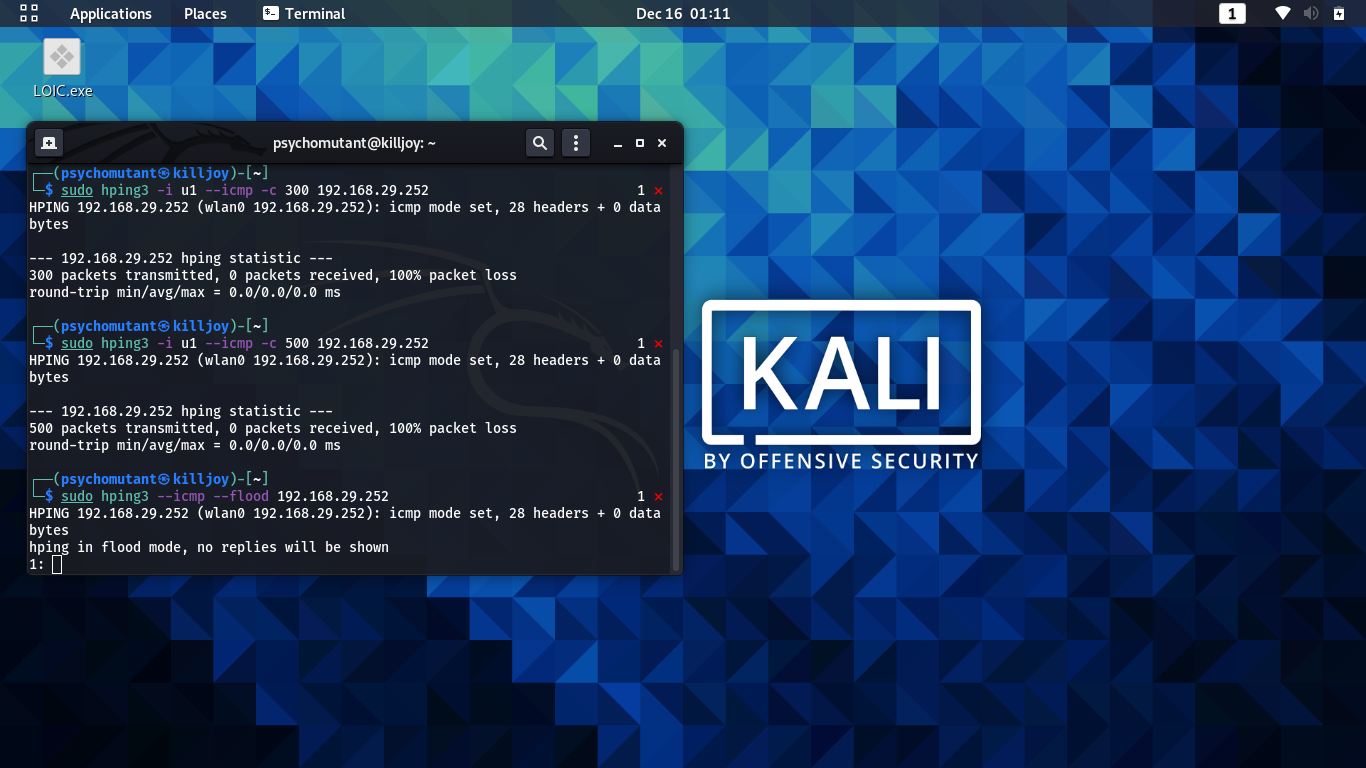 Applications Places Terminal Dec 16 01:11 1
LOIC.exe
psychomutant@killjoy: ~
┌──(psychomutant㉿killjoy)-[~]
└─$ sudo hping3 -i u1 --icmp -c 300 192.168.29.252 1 ⨯
HPING 192.168.29.252 (wlan0 192.168.29.252): icmp mode set, 28 headers + 0 data
bytes
--- 192.168.29.252 hping statistic ---
300 packets transmitted, 0 packets received, 100% packet loss
round-trip min/avg/max = 0.0/0.0/0.0 ms
┌──(psychomutant㉿killjoy)-[~]
└─$ sudo hping3 -i u1 --icmp -c 500 192.168.29.252 1 ⨯
HPING 192.168.29.252 (wlan0 192.168.29.252): icmp mode set, 28 headers + 0 data
bytes
--- 192.168.29.252 hping statistic ---
500 packets transmitted, 0 packets received, 100% packet loss
round-trip min/avg/max = 0.0/0.0/0.0 ms
┌──(psychomutant㉿killjoy)-[~]
└─$ sudo hping3 --icmp --flood 192.168.29.252 1 ⨯
HPING 192.168.29.252 (wlan0 192.168.29.252): icmp mode set, 28 headers + 0 data
bytes
hping in flood mode, no replies will be shown
1:
KALI
BY OFFENSIVE SECURITY